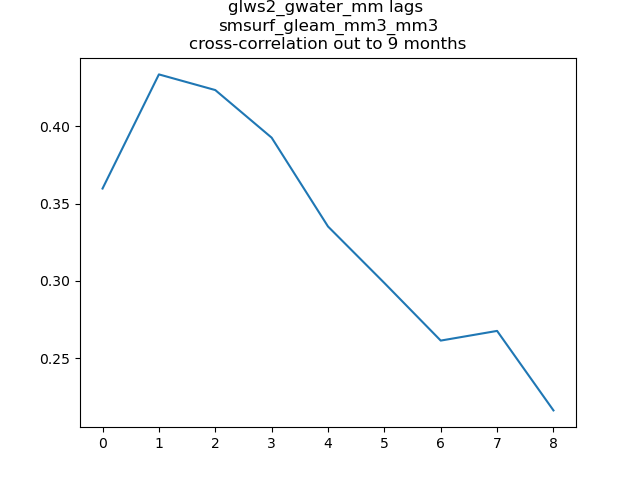 glws2_gwater_mm lags
smsurf_gleam_mm3_mm3
cross-correlation out to 9 months
0.40
0.35
0.30
0.25
0 1 2 3 4 5 6 7 8